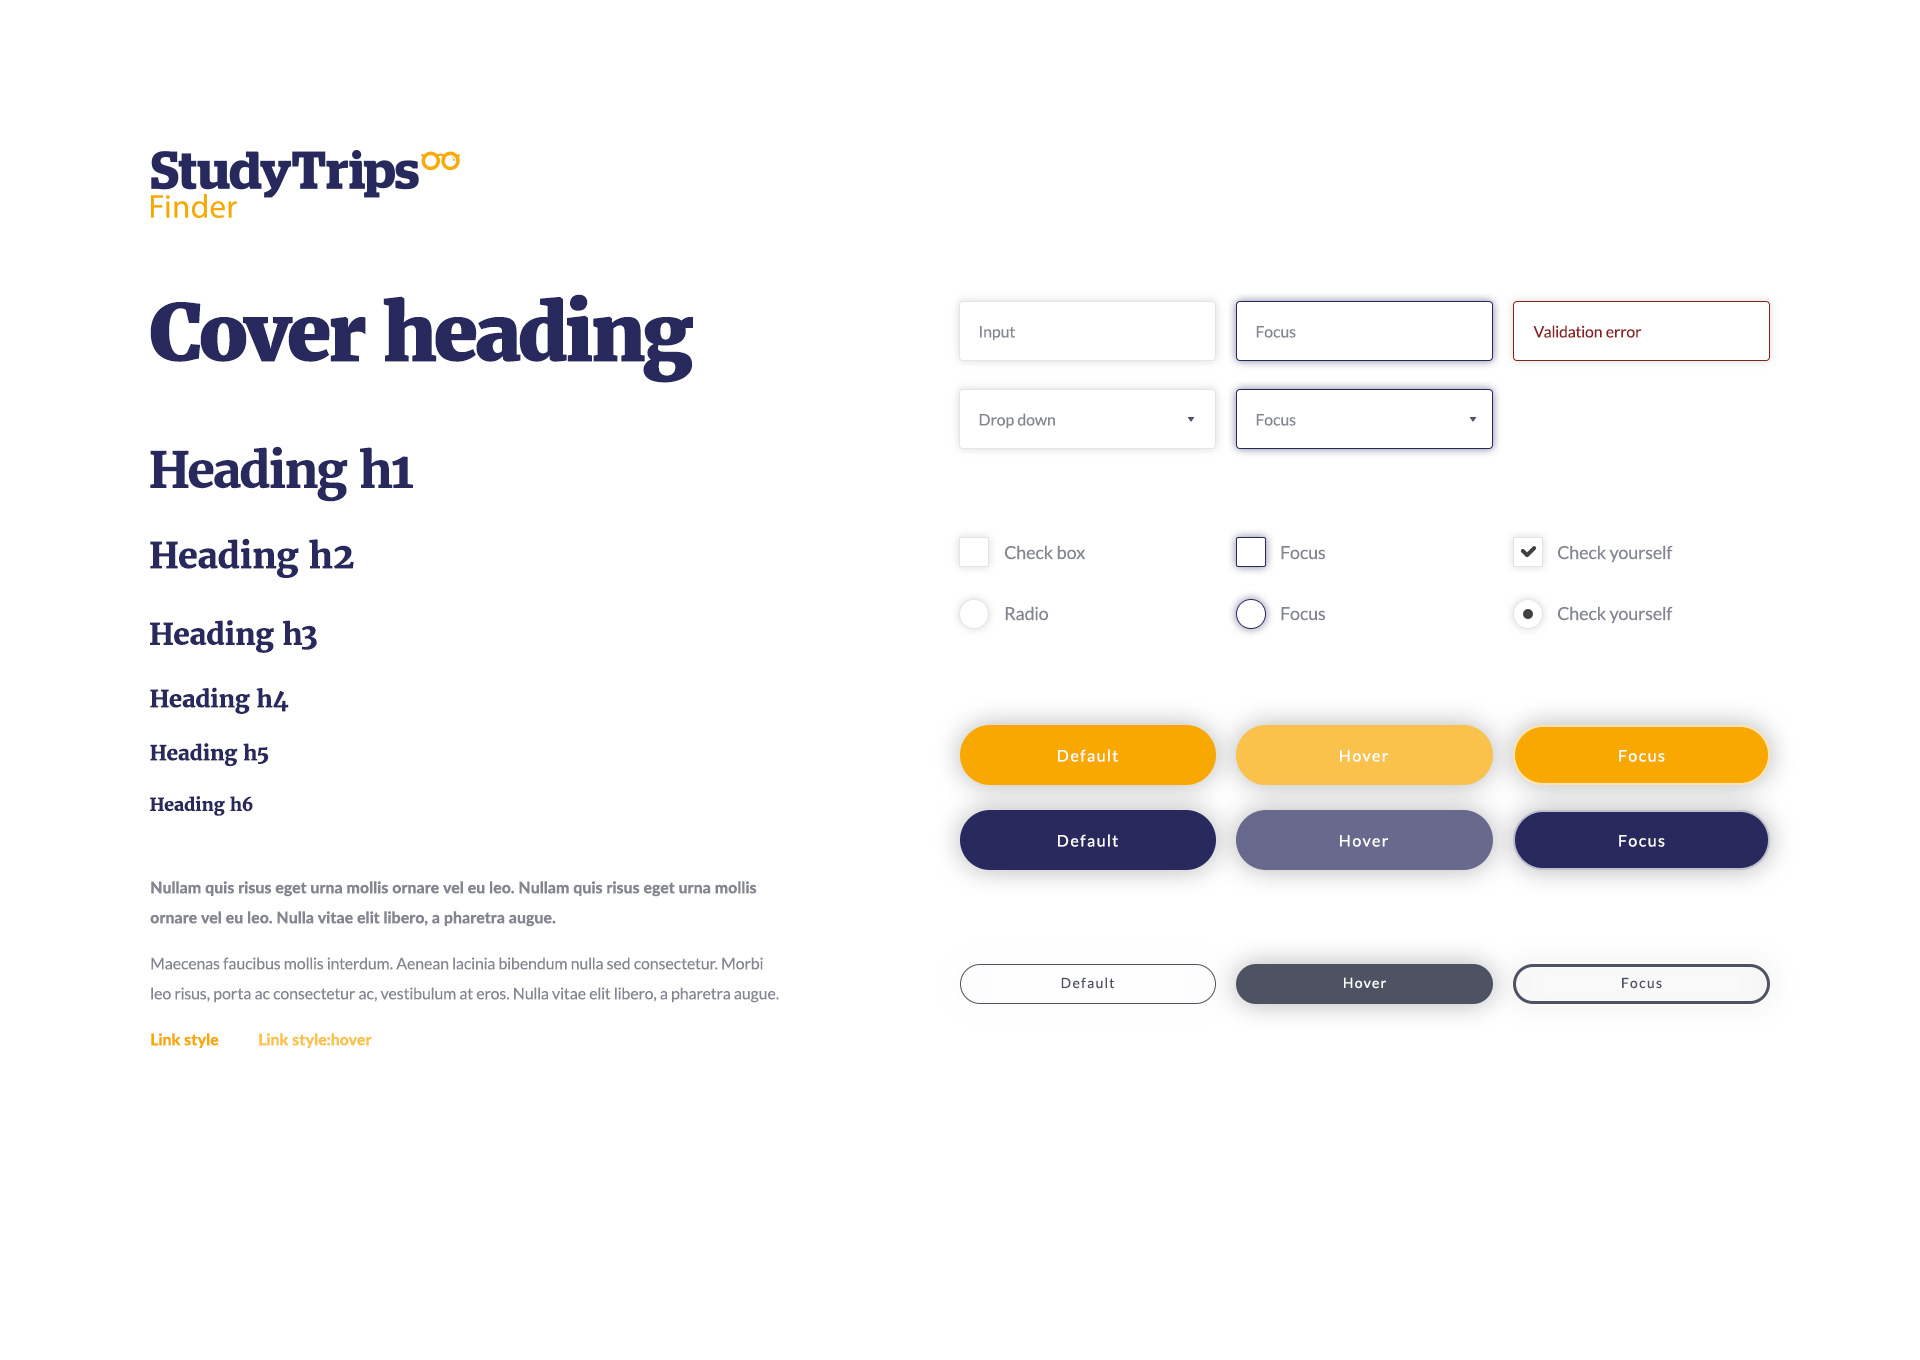 StudyTrips
Finder
Cover heading
Heading h1
Heading h2
Heading h3
Heading h4
Heading h5
Heading h6
Nullam quis risus eget urna mollis ornare vel eu leo. Nullam quis risus eget urna mollis
ornare vel eu leo. Nulla vitae elit libero, a pharetra augue.
Maecenas faucibus mollis interdum. Aenean lacinia bibendum nulla sed consectetur. Morbi
leo risus, porta ac consectetur ac, vestibulum at eros. Nulla vitae elit libero, a pharetra augue.
Link style Link style:hover
Input Focus Validation error
Drop down Focus
Check box Focus Check yourself
Radio Focus Check yourself
Default Hover Focus
Default Hover Focus
Default Hover Focus